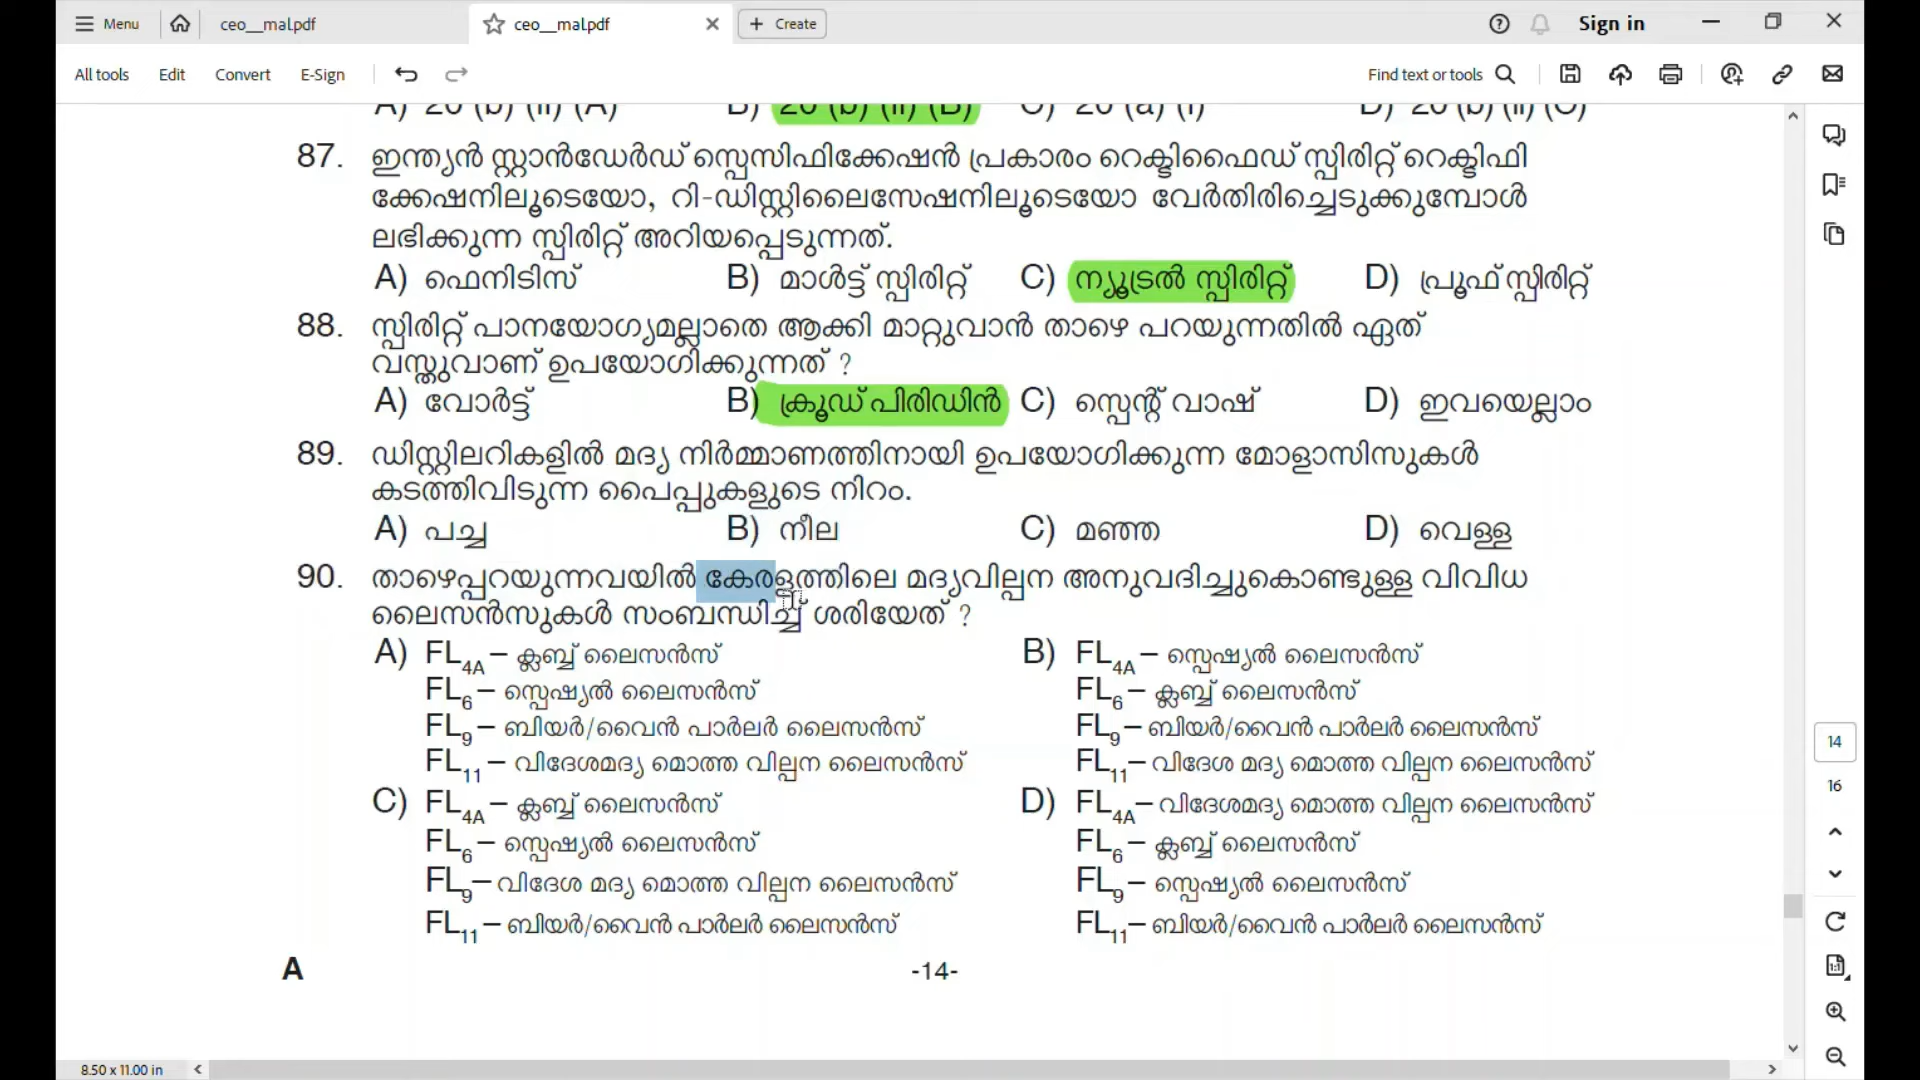 Menu ceo__mal.pdf ceo__mal.pdf Create Sign in
All tools Edit Convert E-Sign Find text or tools
A) 20 (b) (ii) (A) B) 20 (b) (ii) (B) C) 20 (a) (i) D) 20 (b) (ii) (C)
87. ഇന്ത്യൻ സ്റ്റാൻഡേർഡ് സ്പെസിഫിക്കേഷൻ പ്രകാരം റെക്ടിഫൈഡ് സ്പിരിറ്റ് റെക്ടിഫി
ക്കേഷനിലൂടെയോ, റി-ഡിസ്റ്റിലൈസേഷനിലൂടെയോ വേർതിരിച്ചെടുക്കുമ്പോൾ
ലഭിക്കുന്ന സ്പിരിറ്റ് അറിയപ്പെടുന്നത്.
A) ഫെനിടിസ് B) മാൾട്ട് സ്പിരിറ്റ് C) ന്യൂട്രൽ സ്പിരിറ്റ് D) പ്രൂഫ് സ്പിരിറ്റ്
88. സ്പിരിറ്റ് പാനയോഗ്യമല്ലാതെ ആക്കി മാറ്റുവാൻ താഴെ പറയുന്നതിൽ ഏത്
വസ്തുവാണ് ഉപയോഗിക്കുന്നത് ?
A) വോർട്ട് B) ക്രൂഡ് പിരിഡിൻ C) സ്പെന്റ് വാഷ് D) ഇവയെല്ലാം
89. ഡിസ്റ്റിലറികളിൽ മദ്യ നിർമ്മാണത്തിനായി ഉപയോഗിക്കുന്ന മോളാസിസുകൾ
കടത്തിവിടുന്ന പൈപ്പുകളുടെ നിറം.
A) പച്ച B) നീല C) മഞ്ഞ D) വെള്ള
90. താഴെപ്പറയുന്നവയിൽ കേരളത്തിലെ മദ്യവില്പന അനുവദിച്ചുകൊണ്ടുള്ള വിവിധ
ലൈസൻസുകൾ സംബന്ധിച്ച് ശരിയേത് ?
A) FL4A – ക്ലബ്ബ് ലൈസൻസ് B) FL4A – സ്പെഷ്യൽ ലൈസൻസ്
FL6 – സ്പെഷ്യൽ ലൈസൻസ് FL6 – ക്ലബ്ബ് ലൈസൻസ്
FL9 – ബിയർ/വൈൻ പാർലർ ലൈസൻസ് FL9 – ബിയർ/വൈൻ പാർലർ ലൈസൻസ്
FL11 – വിദേശമദ്യ മൊത്ത വില്പന ലൈസൻസ് FL11 – വിദേശ മദ്യ മൊത്ത വില്പന ലൈസൻസ്
C) FL4A – ക്ലബ്ബ് ലൈസൻസ് D) FL4A – വിദേശമദ്യ മൊത്ത വില്പന ലൈസൻസ്
FL6 – സ്പെഷ്യൽ ലൈസൻസ് FL6 – ക്ലബ്ബ് ലൈസൻസ്
FL9 – വിദേശ മദ്യ മൊത്ത വില്പന ലൈസൻസ് FL9 – സ്പെഷ്യൽ ലൈസൻസ്
FL11 – ബിയർ/വൈൻ പാർലർ ലൈസൻസ് FL11 – ബിയർ/വൈൻ പാർലർ ലൈസൻസ്
A -14-
14
16
8.50 x 11.00 in